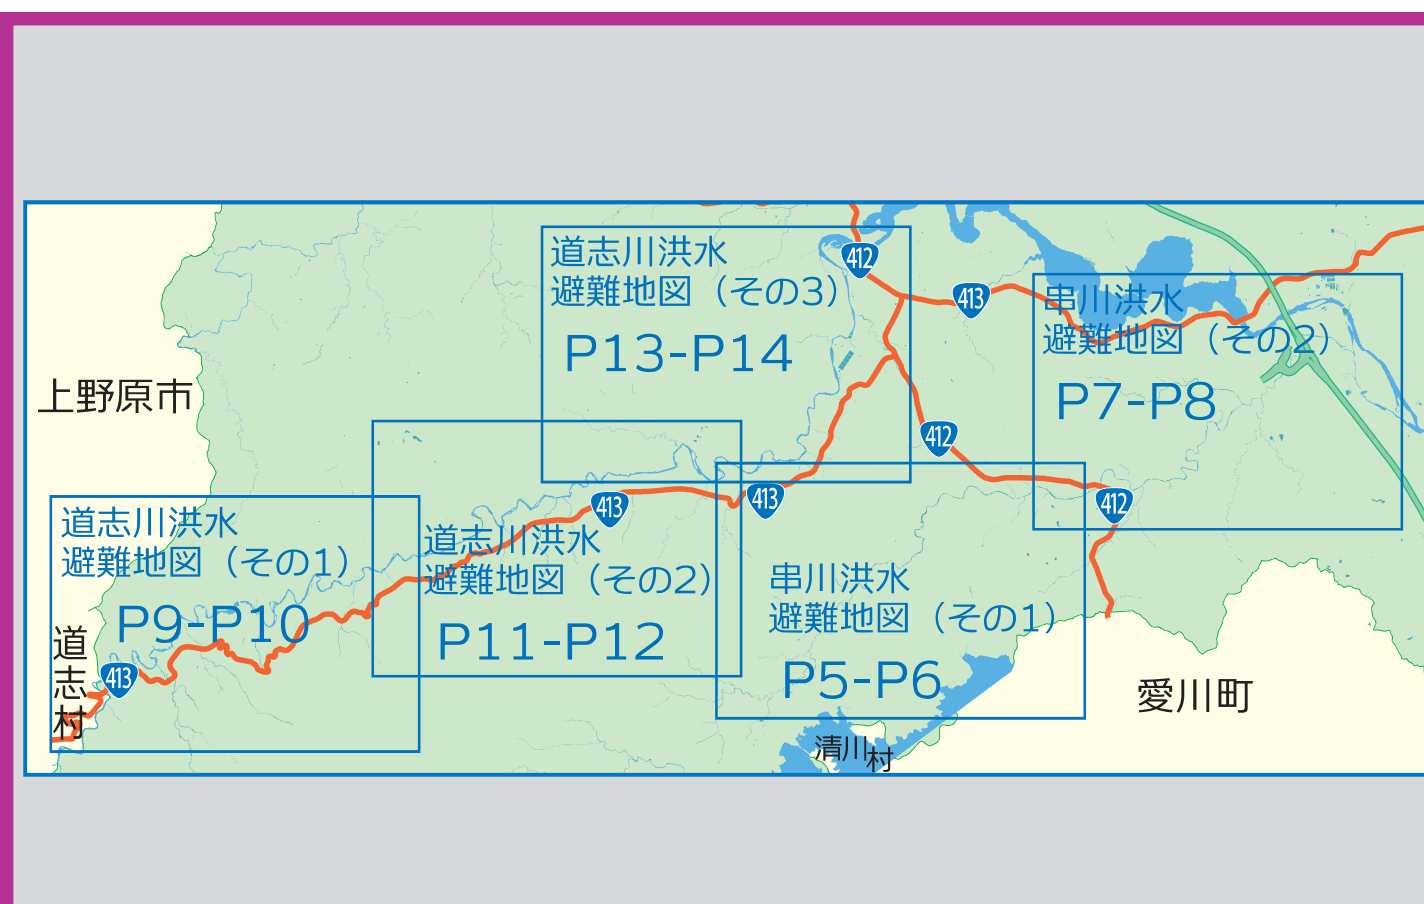 道志川洪水
避難地図（その3）
P13-P14
412
413
串川洪水
避難地図（その2）
P7-P8
上野原市
412
413
413
412
道志川洪水
避難地図（その1）
P9-P10
道志川洪水
避難地図（その2）
P11-P12
串川洪水
避難地図（その1）
P5-P6
道志村
413
愛川町
清川村